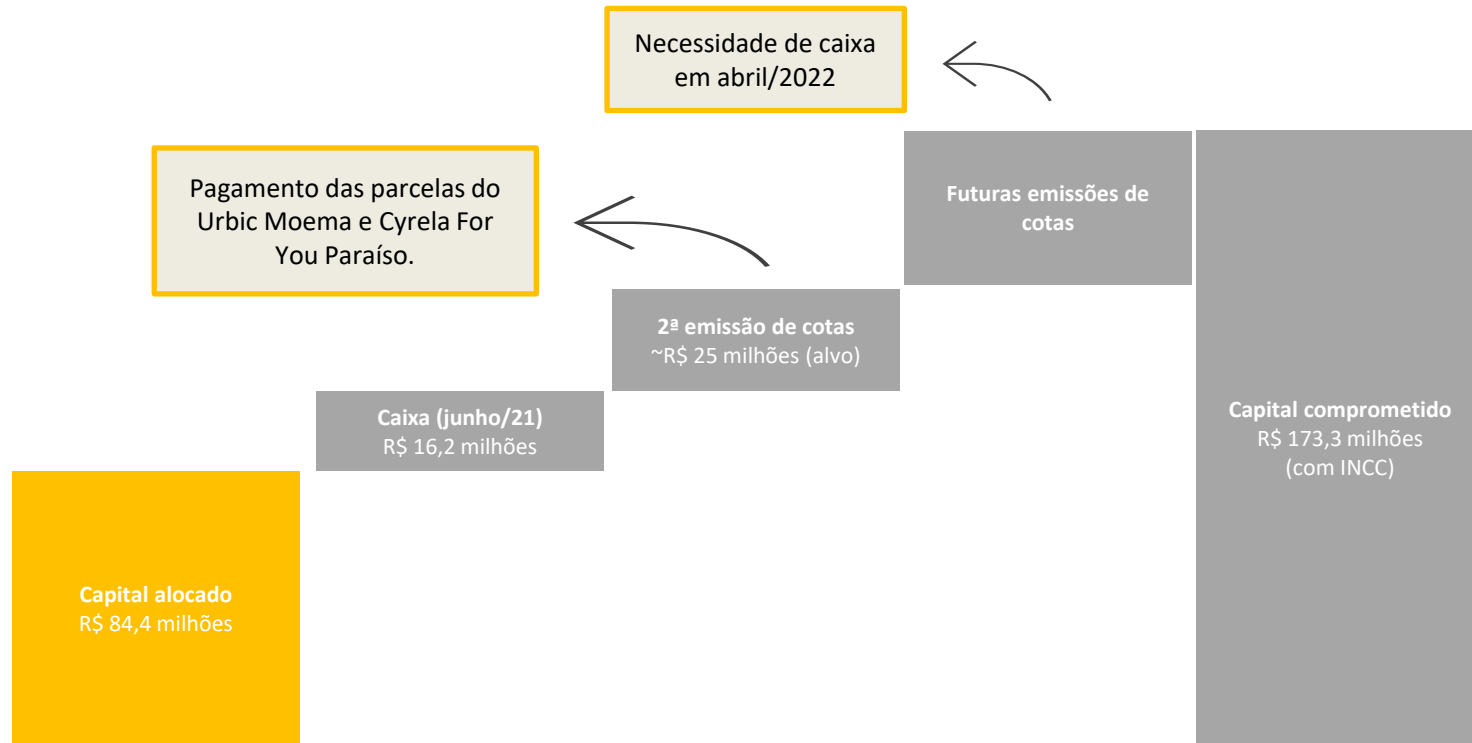 Necessidade de caixa
em abril/2022
Pagamento das parcelas do
Urbic Moema e Cyrela For
You Paraíso.
Futuras emissões de
cotas
2ª emissão de cotas
~R$ 25 milhões (alvo)
Caixa (junho/21)
R$ 16,2 milhões
Capital comprometido
R$ 173,3 milhões
(com INCC)
Capital alocado
R$ 84,4 milhões